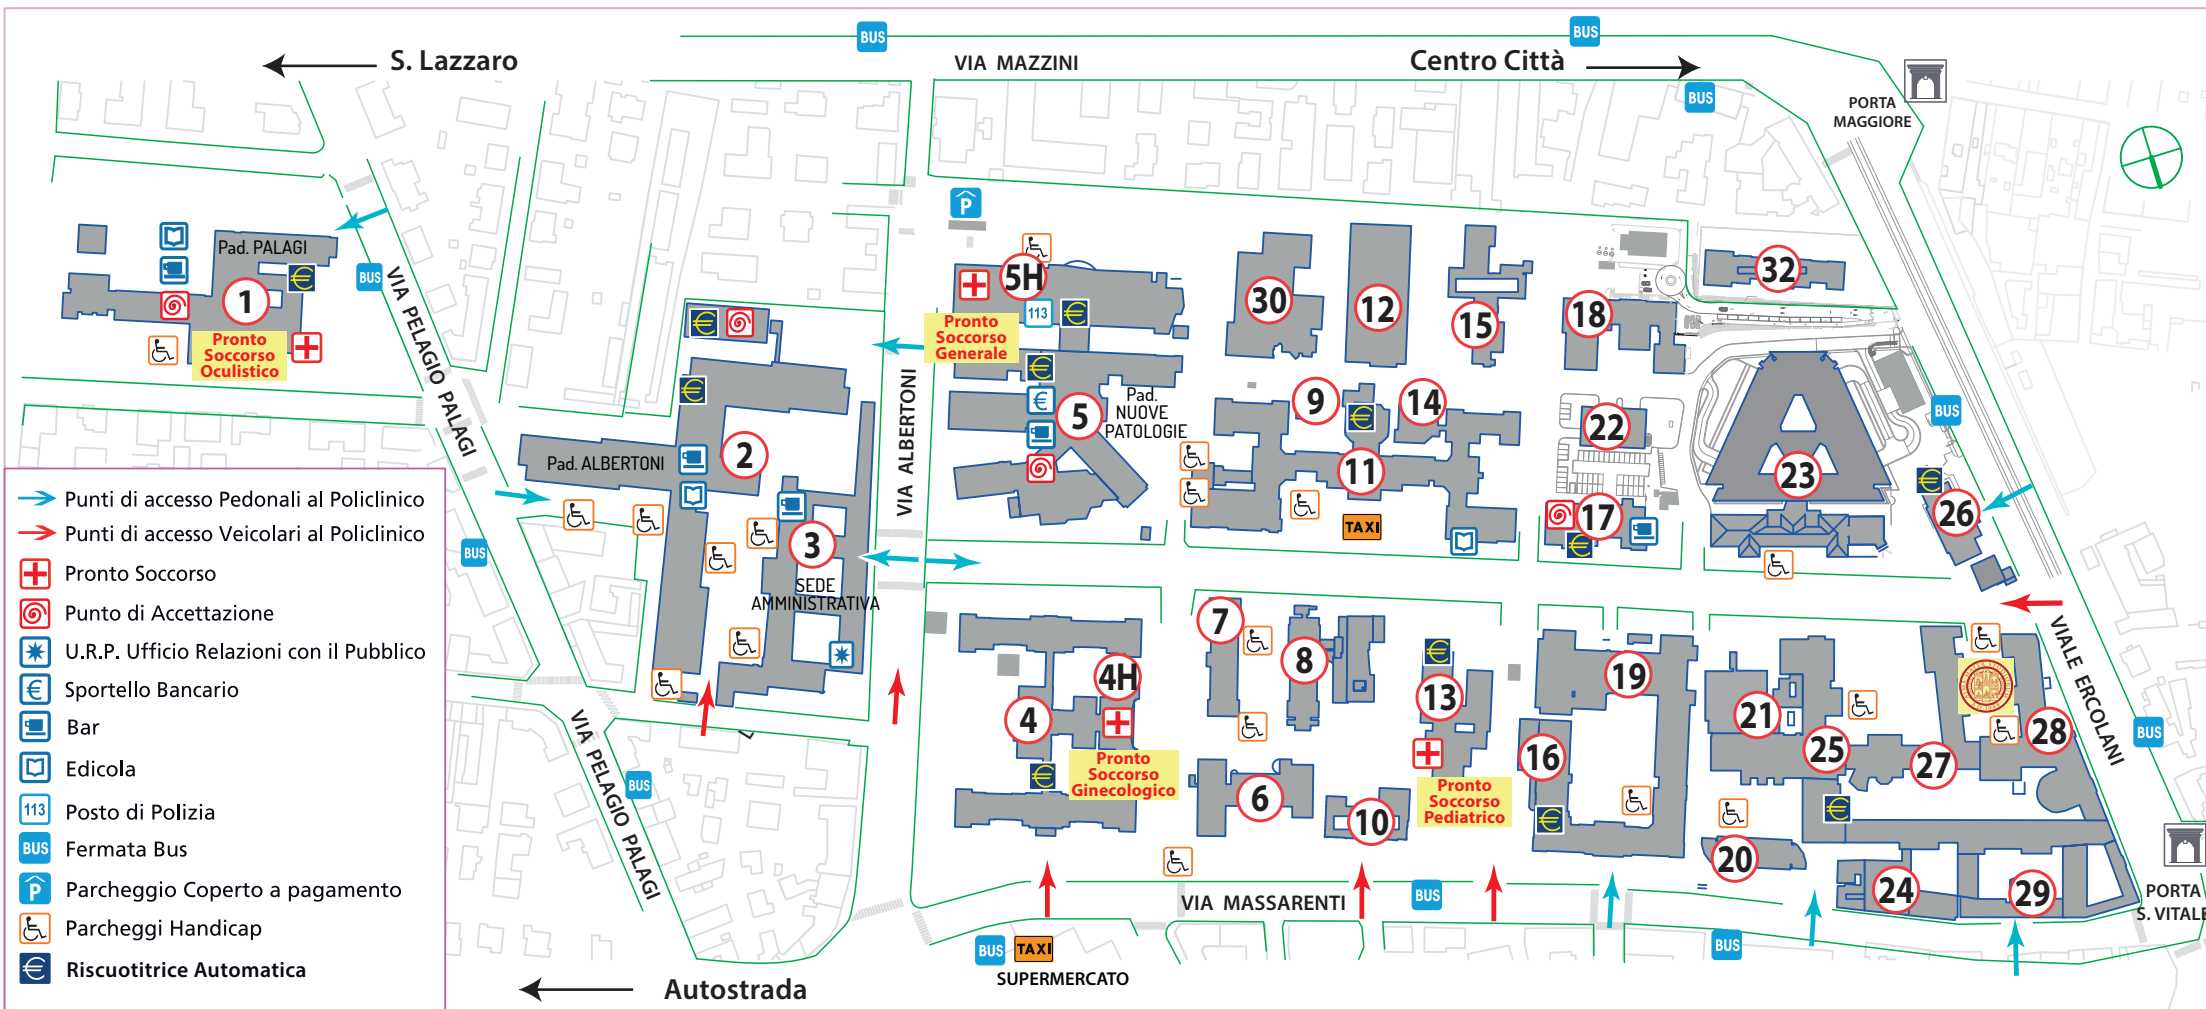 BUS
BUS
S. Lazzaro
VIA MAZZINI
Centro Città
BUS
PORTA
MAGGIORE
P
Pad. PALAGI
1
Pronto
Soccorso
Oculistico
BUS
VIA PELAGIO PALAGI
5H
113
Pronto
Soccorso
Generale
30
12
15
18
32
VIA ALBERTONI
5
Pad.
NUOVE
PATOLOGIE
9
14
11
22
23
BUS
Pad. ALBERTONI
2
3
SEDE
AMMINISTRATIVA
TAXI
17
26
BUS
Punti di accesso Pedonali al Policlinico
Punti di accesso Veicolari al Policlinico
Pronto Soccorso
Punto di Accettazione
U.R.P. Ufficio Relazioni con il Pubblico
€ Sportello Bancario
Bar
Edicola
113 Posto di Polizia
BUS Fermata Bus
P Parcheggio Coperto a pagamento
Parcheggi Handicap
€ Riscuotitrice Automatica
VIA PELAGIO PALAGI
BUS
4
4H
Pronto
Soccorso
Ginecologico
7
8
6
10
13
Pronto
Soccorso
Pediatrico
16
19
21
25
27
28
20
24
29
VIALE ERCOLANI
BUS
PORTA
S. VITALE
VIA MASSARENTI
BUS
BUS
BUS
TAXI
SUPERMERCATO
Autostrada